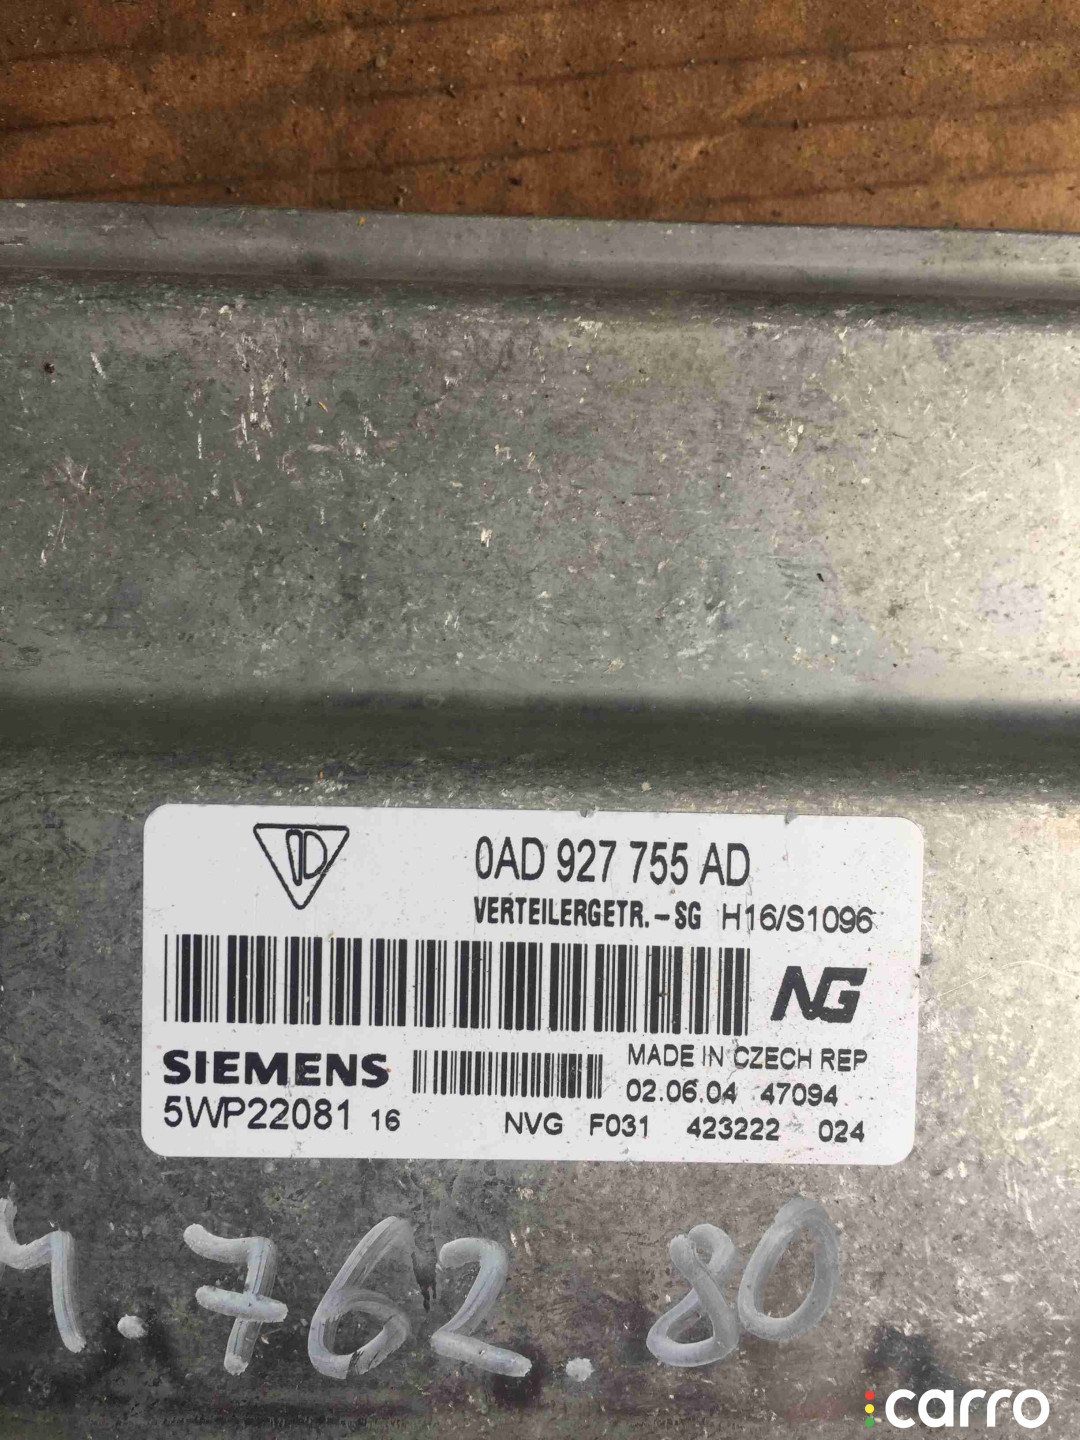 0AD 927 755 AD
VERTEILERGETR.-SG H16/S1096
NG
SIEMENS
MADE IN CZECH REP
02.06.04 47094
5WP22081 16
NVG F031 423222 024
.762.80
carro